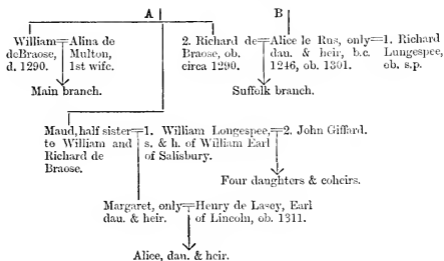 A B
William=Alina de 2. Richard de=Alice le Rus, only=1. Richard
deBraose, Multon, Braose, ob. dau. & heir, b.c. Lungespee,
d. 1290. 1st wife. circa 1290. 1246, ob. 1301. ob. s.p.
Main branch. Suffolk branch.
Maud, half sister=1. William Longespee,=2. John Giffard.
to William and s. & h. of William Earl
Richard de of Salisbury.
Braose.
Four daughters & coheirs.
Margaret, only=Henry de Lacey, Earl
dau. & heir. of Lincoln, ob. 1311.
Alice, dau. & heir.